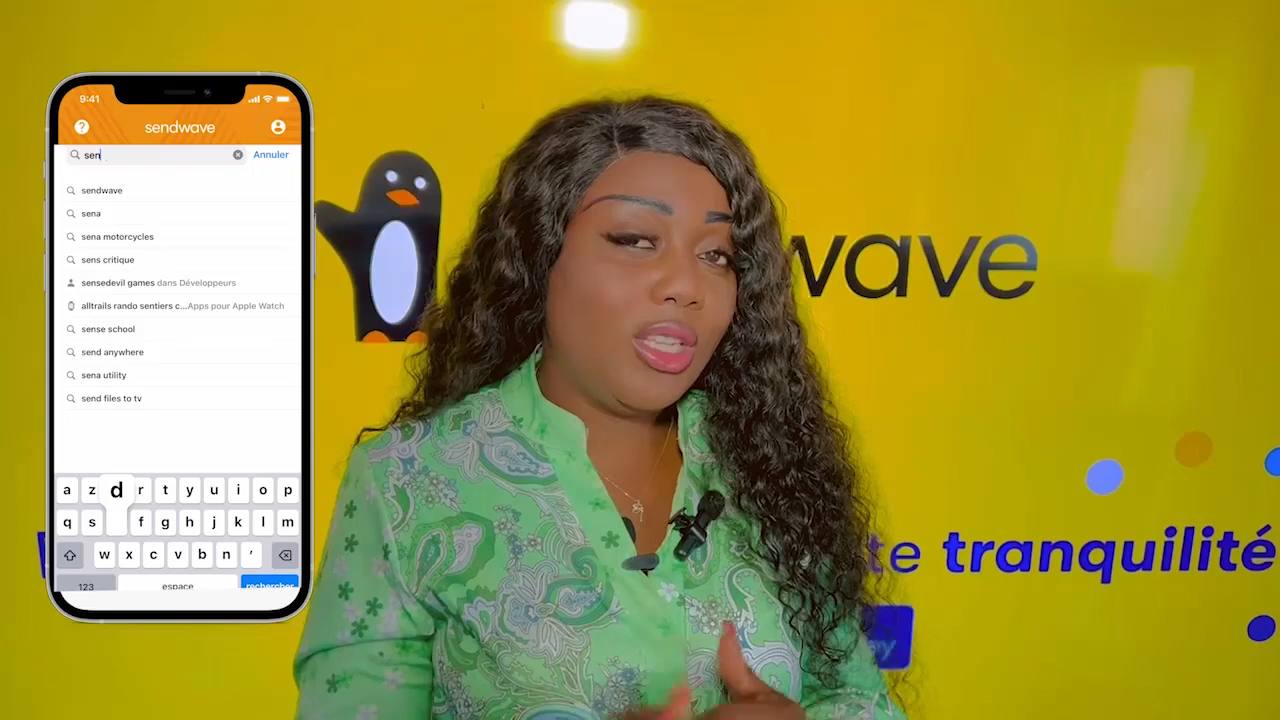 9:41
sendwave
sen
Annuler
sendwave
sena
sena motorcycles
sens critique
sensedevil games dans Développeurs
alltrails rando sentiers c...Apps pour Apple Watch
sense school
send anywhere
sena utility
send files to tv
a z d r t y u i o p
q s f g h j k l m
w x c v b n ’
123 espace rechercher
wave
te tranquilité
ay